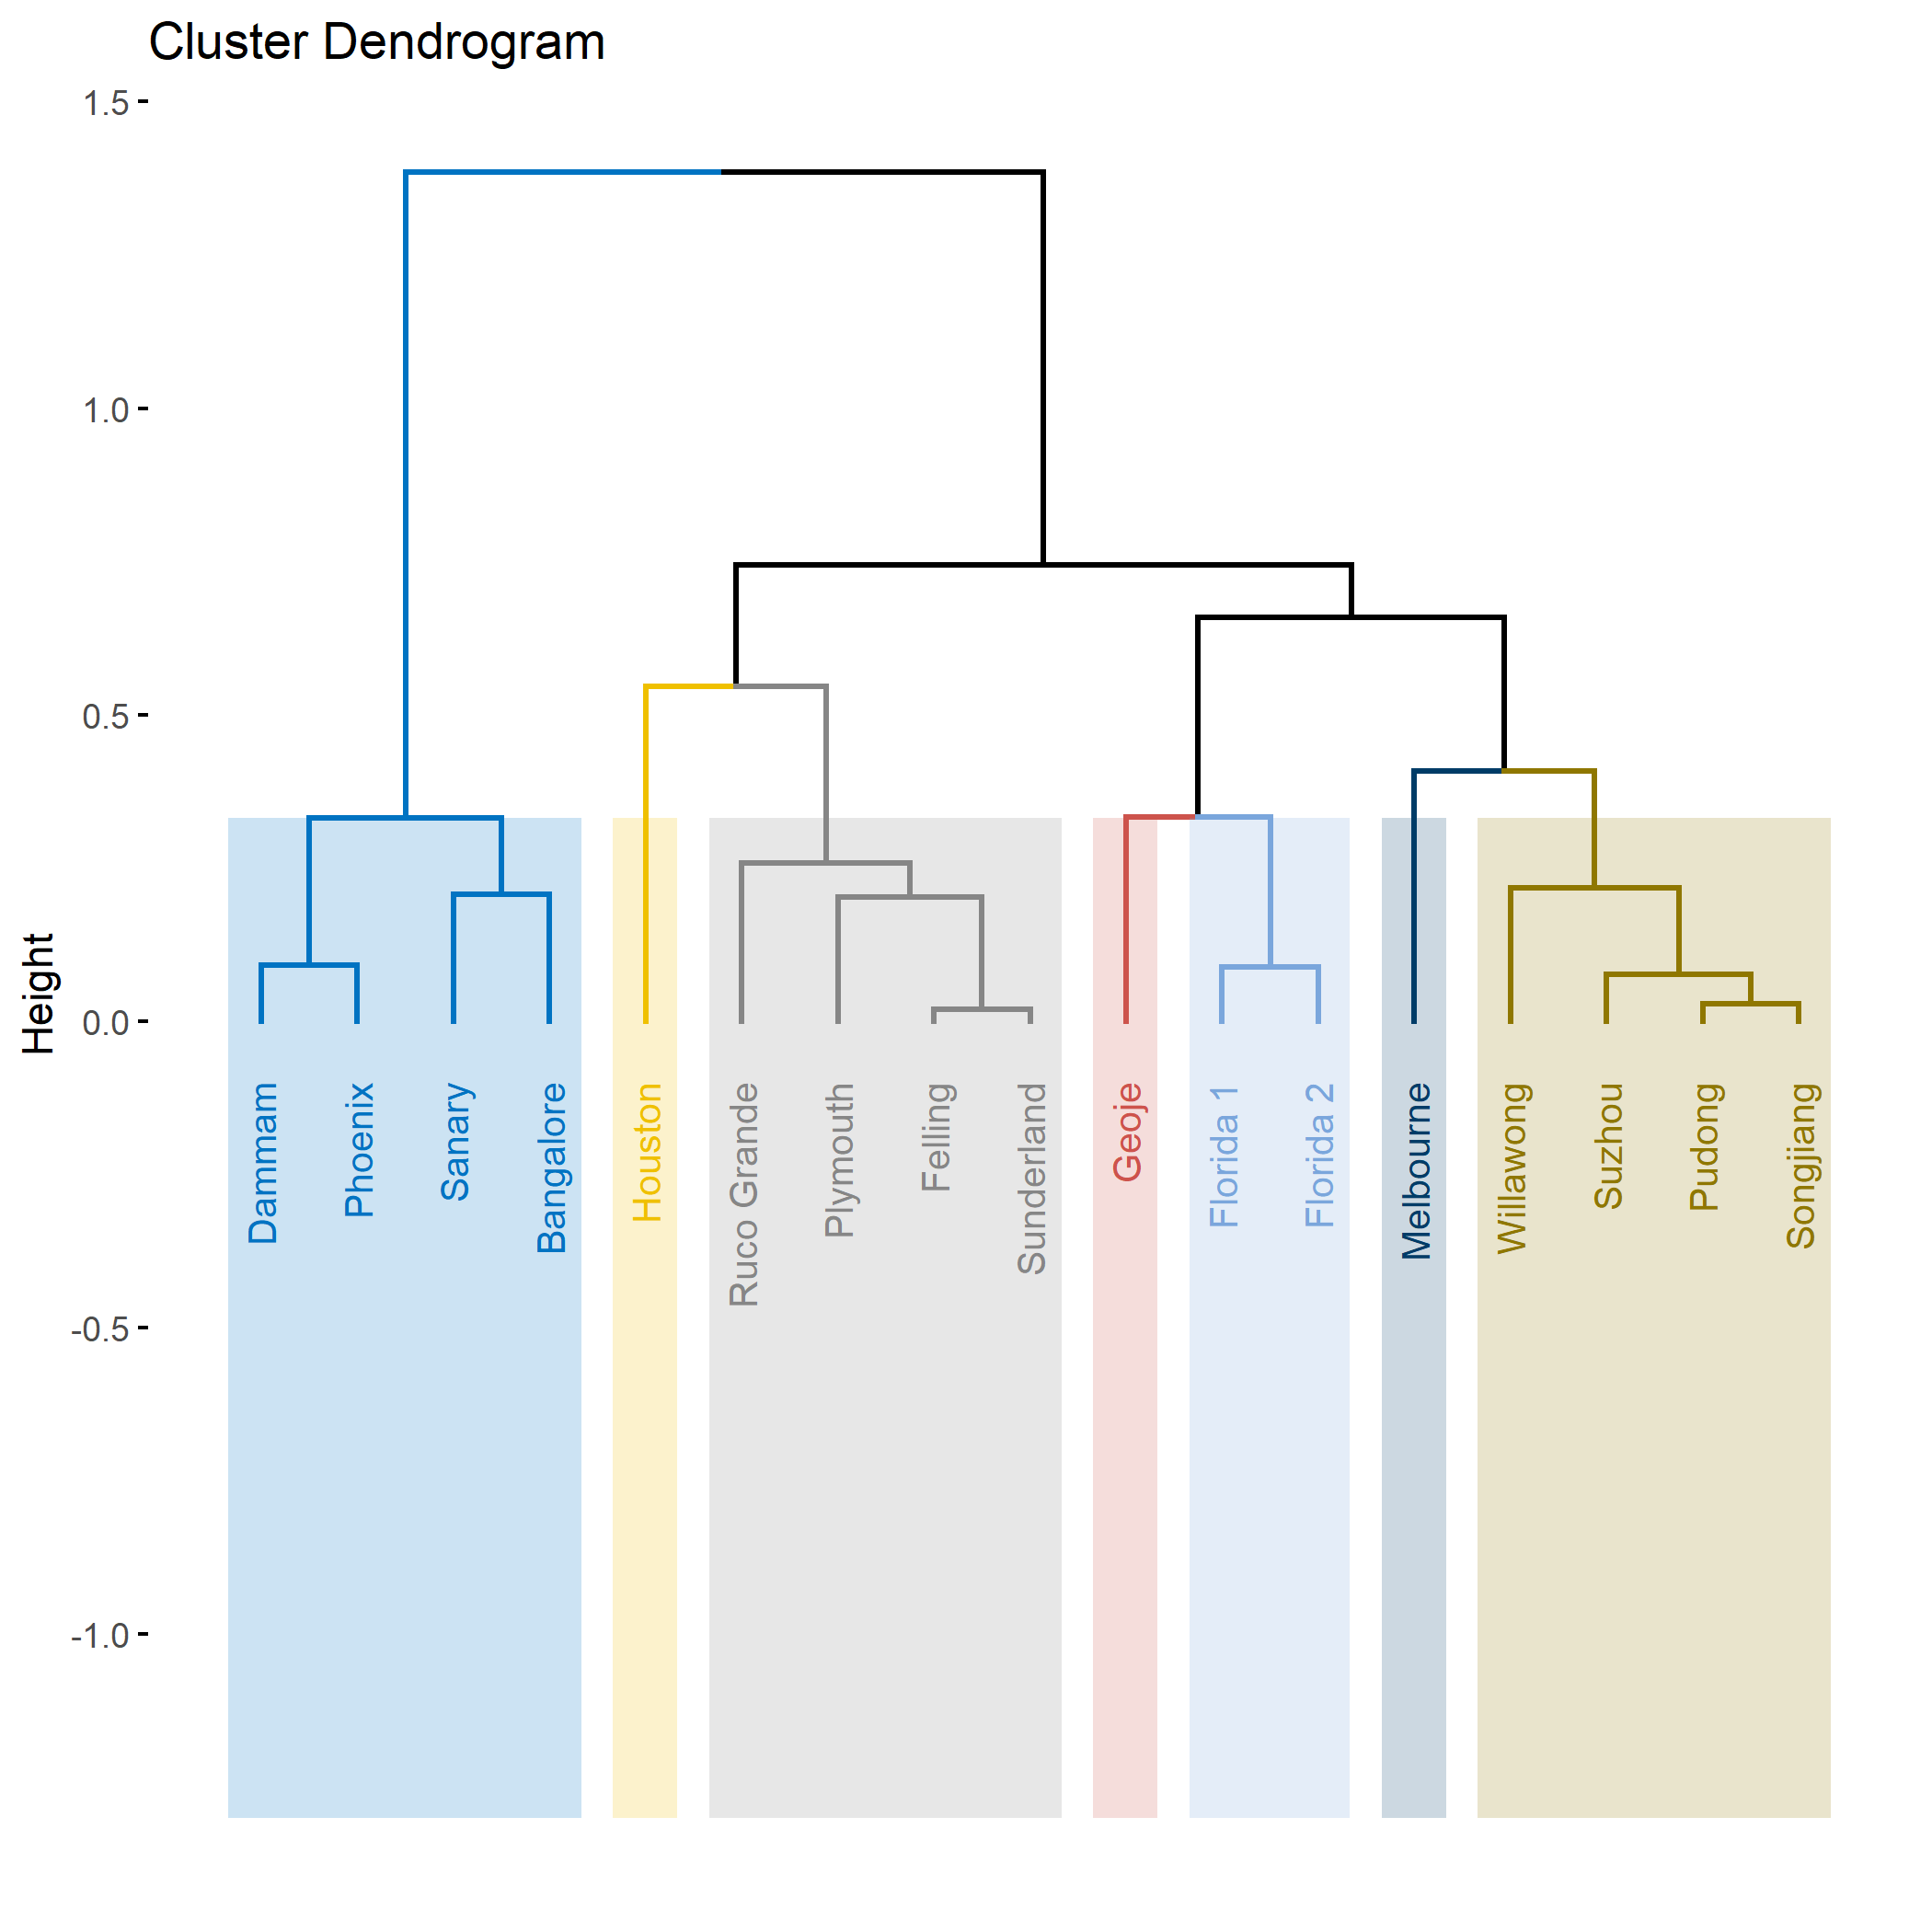 Cluster Dendrogram
1.5
1.0
0.5
0.0
-0.5
-1.0
Height
Dammam
Phoenix
Sanary
Bangalore
Houston
Ruco Grande
Plymouth
Felling
Sunderland
Geoje
Florida 1
Florida 2
Melbourne
Willawong
Suzhou
Pudong
Songjiang